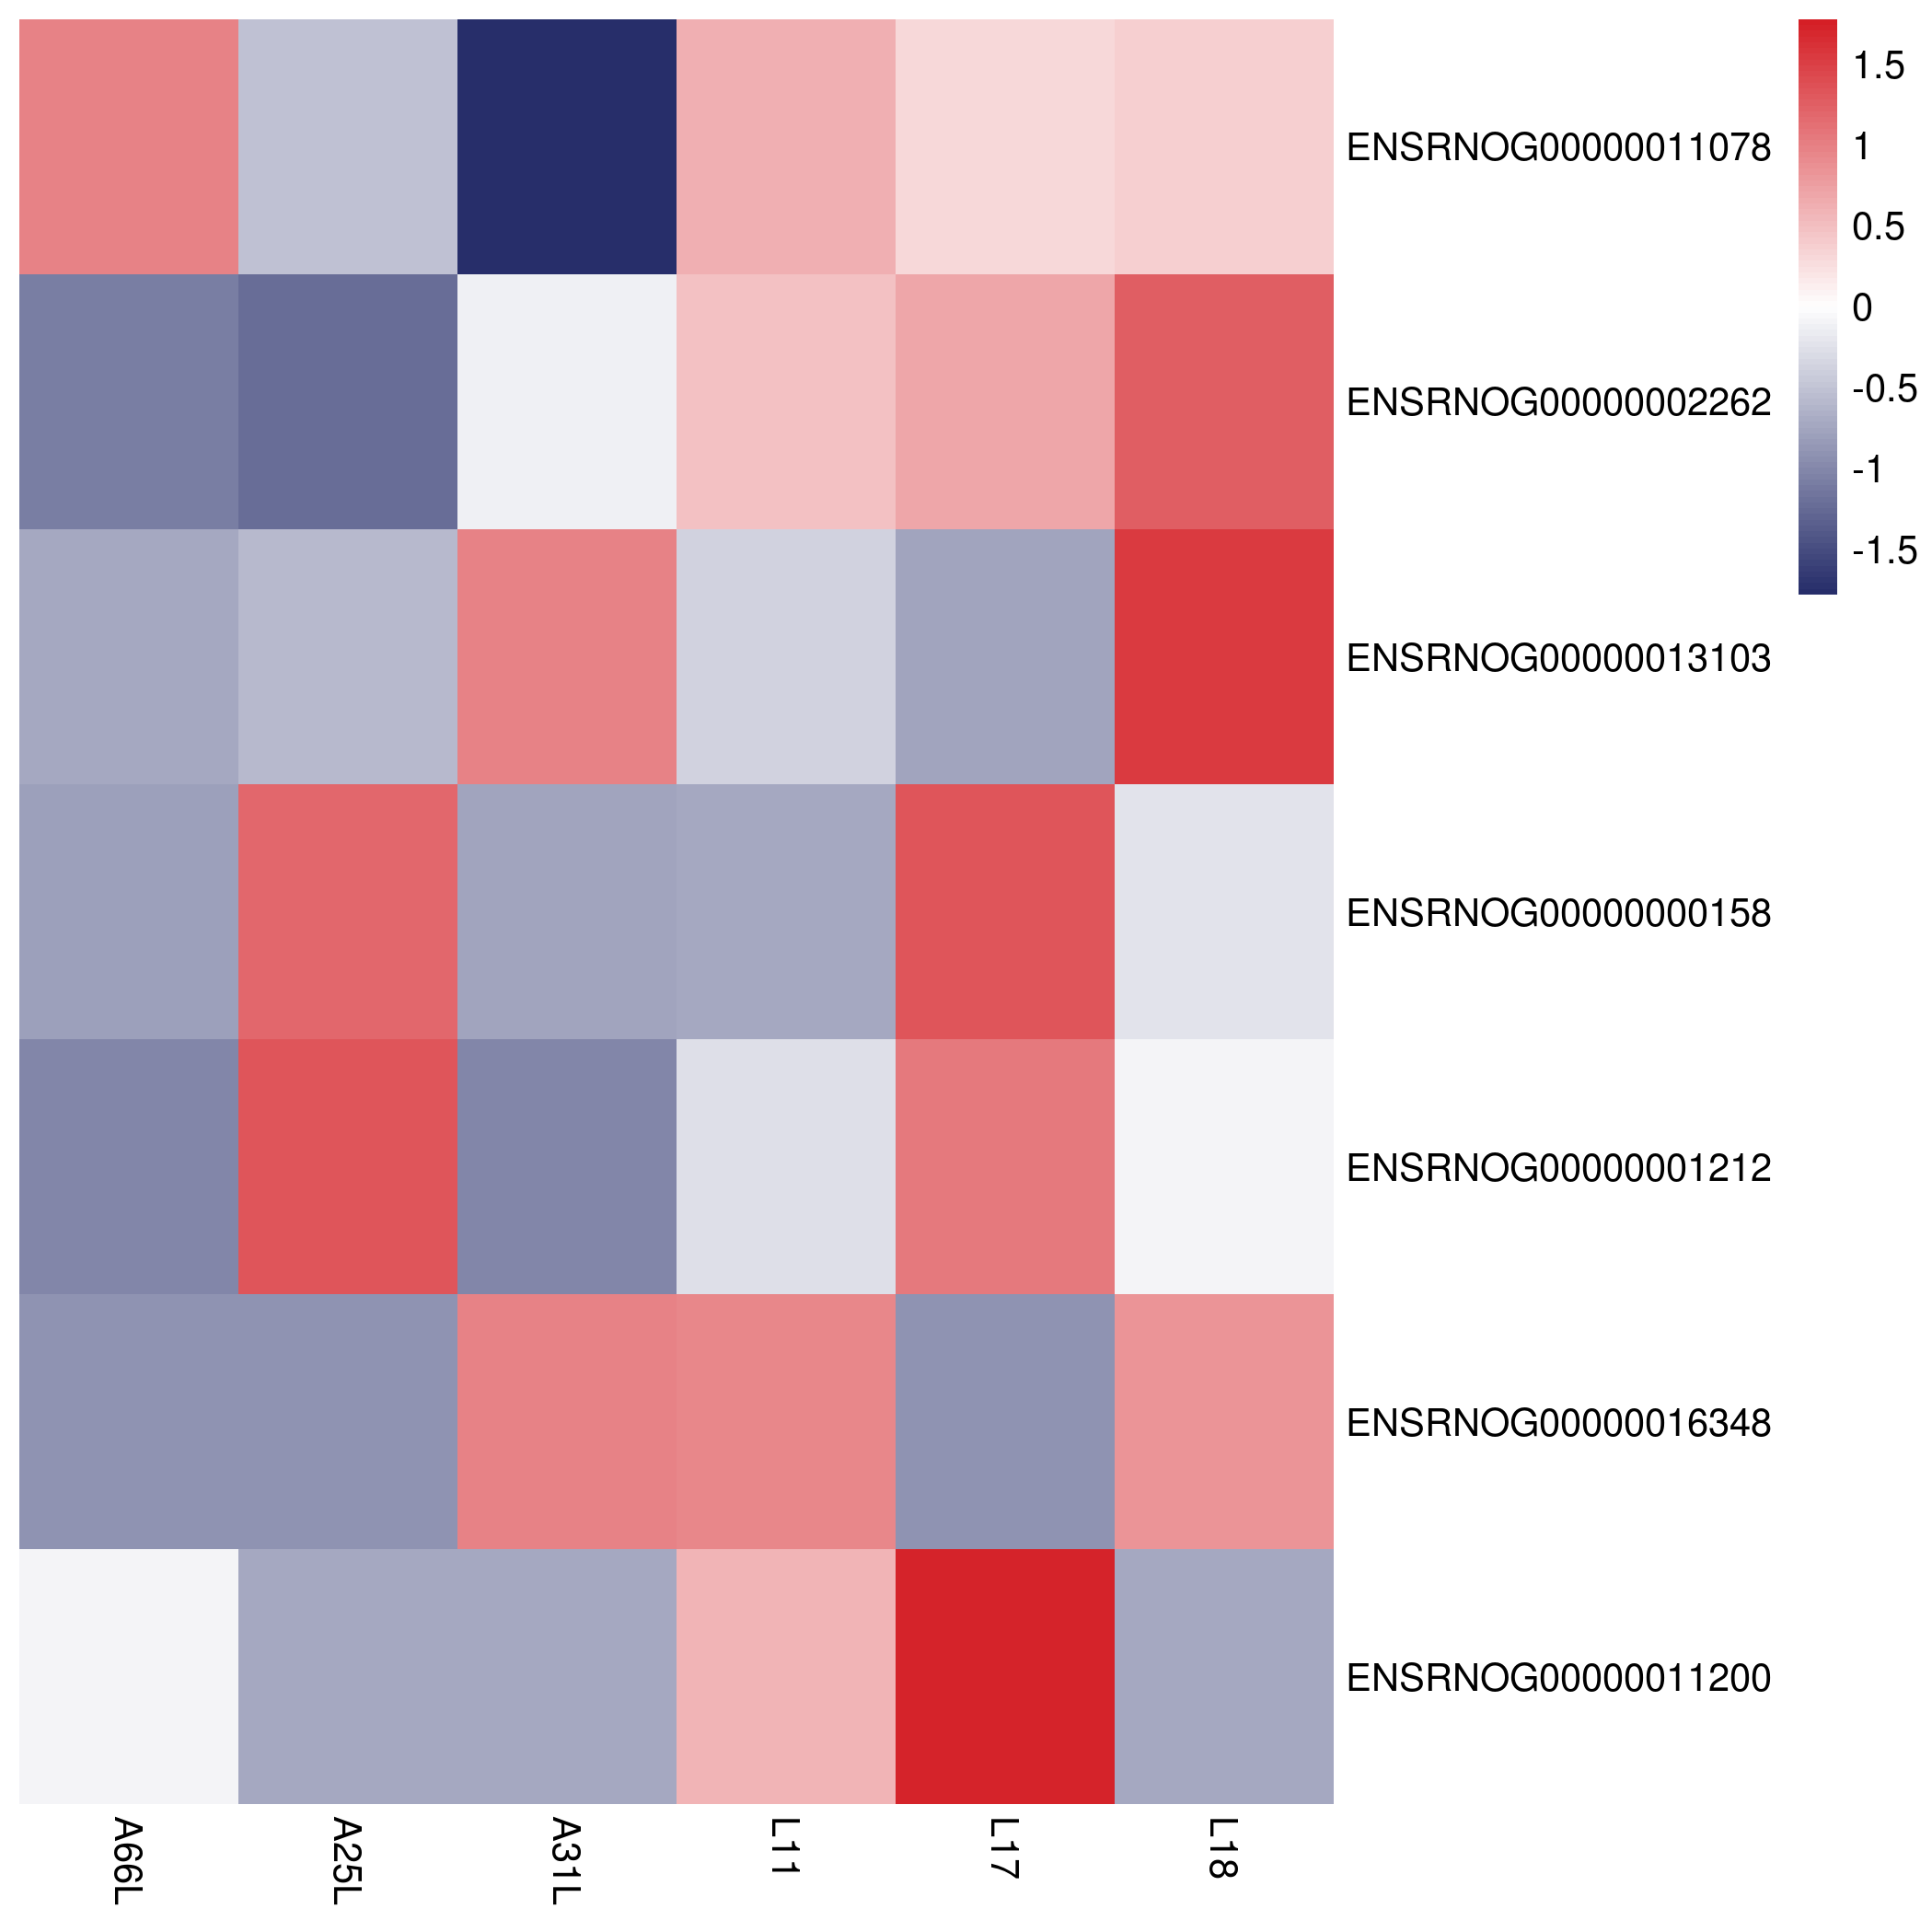 ENSRNOG00000011078
ENSRNOG00000002262
ENSRNOG00000013103
ENSRNOG00000000158
ENSRNOG00000001212
ENSRNOG00000016348
ENSRNOG00000011200
1.5
1
0.5
0
-0.5
-1
-1.5
A66L
A25L
A31L
L11
L17
L18